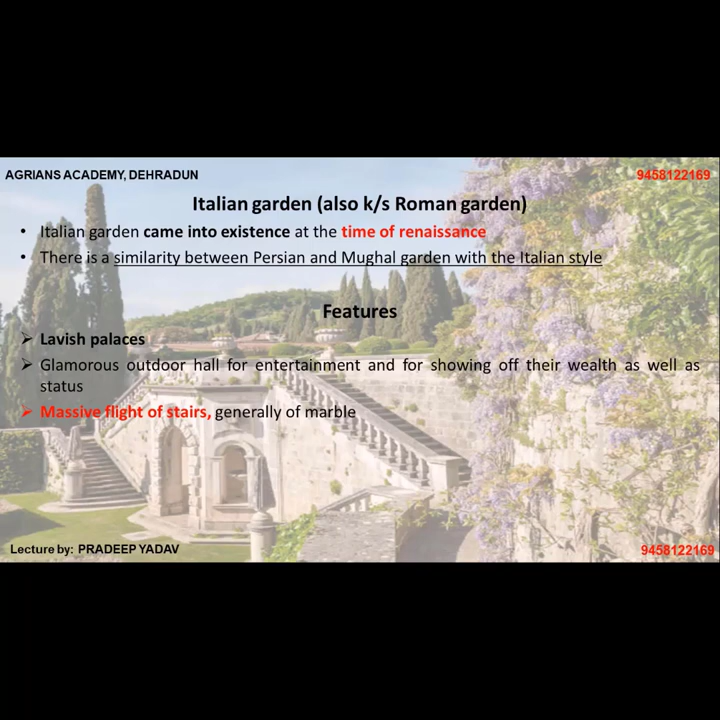 AGRIANS ACADEMY, DEHRADUN
9458122169
Italian garden (also k/s Roman garden)
• Italian garden came into existence at the time of renaissance
• There is a similarity between Persian and Mughal garden with the Italian style
Features
➢ Lavish palaces
➢ Glamorous outdoor hall for entertainment and for showing off their wealth as well as
status
➢ Massive flight of stairs, generally of marble
Lecture by: PRADEEP YADAV
9458122169